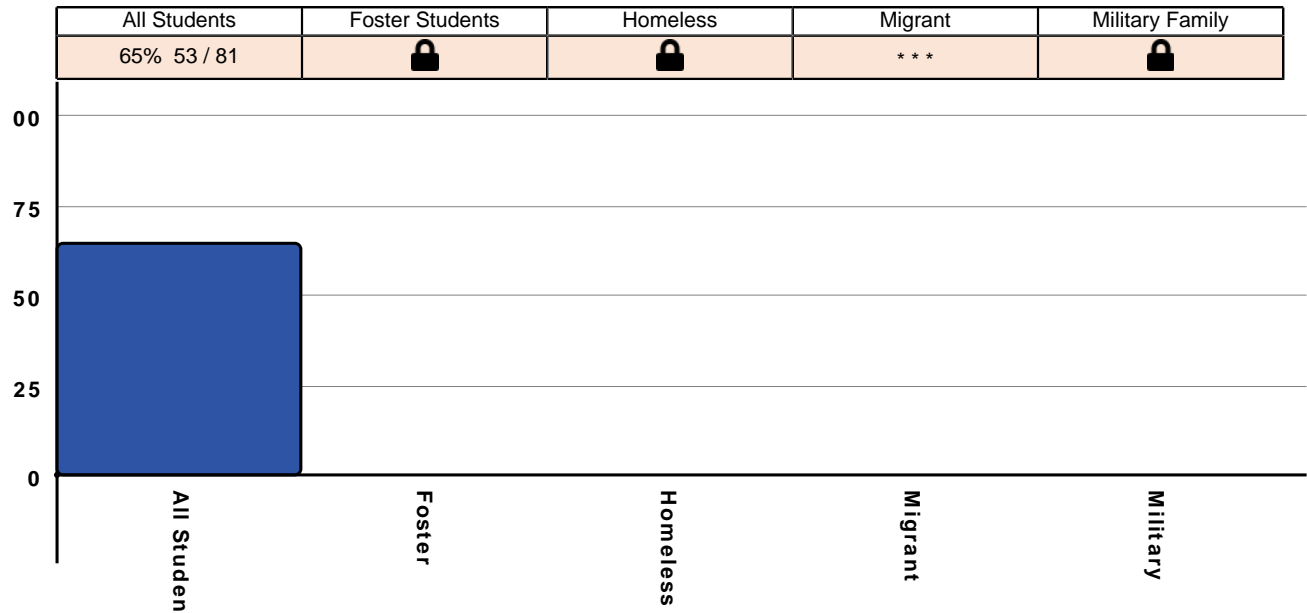 All Students Foster Students Homeless Migrant Military Family
65% 53 / 81 * * *
00
75
50
25
0
All Studen
Foster
Homeless
Migrant
Military